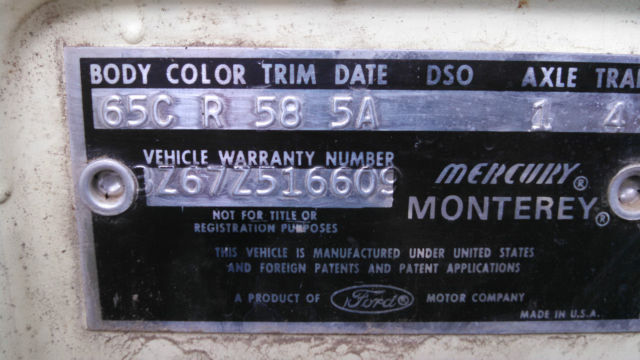 BODY COLOR TRIM DATE DSO AXLE TRA
65C R 58 5A 1 4
VEHICLE WARRANTY NUMBER
3Z67Z516609
MERCURY®
MONTEREY®
NOT FOR TITLE OR
REGISTRATION PURPOSES
THIS VEHICLE IS MANUFACTURED UNDER UNITED STATES
AND FOREIGN PATENTS AND PATENT APPLICATIONS
A PRODUCT OF Ford® MOTOR COMPANY
MADE IN U.S.A.